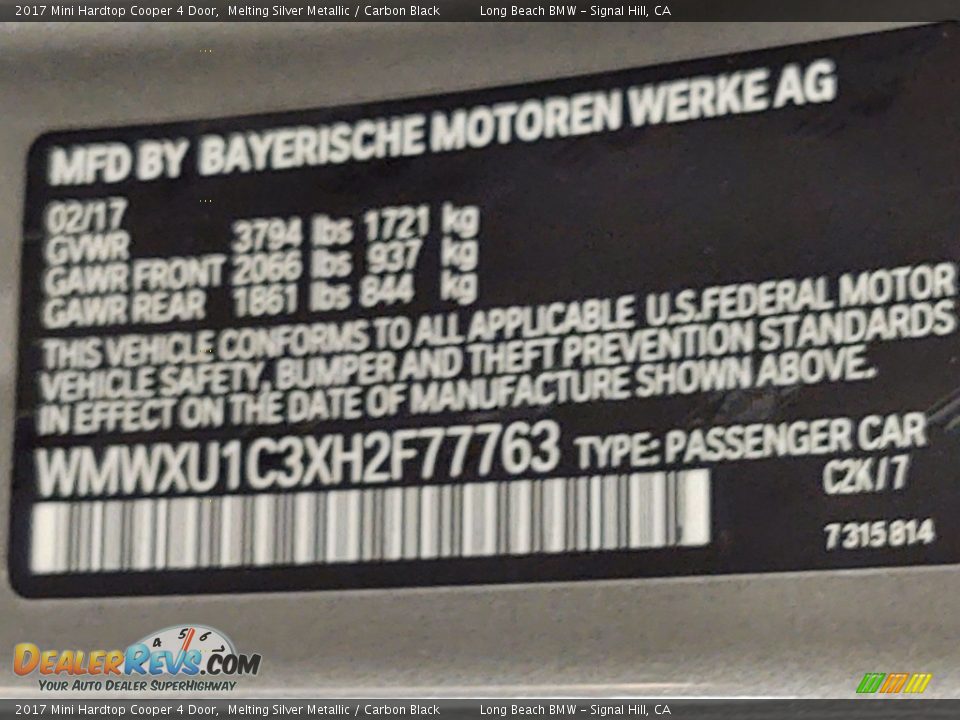 2017 Mini Hardtop Cooper 4 Door, Melting Silver Metallic / Carbon Black Long Beach BMW - Signal Hill, CA
MFD BY BAYERISCHE MOTOREN WERKE AG
02/17
GVWR 3794 lbs 1721 kg
GAWR FRONT 2066 lbs 937 kg
GAWR REAR 1861 lbs 844 kg
THIS VEHICLE CONFORMS TO ALL APPLICABLE U.S.FEDERAL MOTOR
VEHICLE SAFETY, BUMPER AND THEFT PREVENTION STANDARDS
IN EFFECT ON THE DATE OF MANUFACTURE SHOWN ABOVE.
WMWXU1C3XH2F77763 TYPE: PASSENGER CAR
C2K/7
7315814
4 5 6 7
DEALERREVS.COM
YOUR AUTO DEALER SUPERHIGHWAY
2017 Mini Hardtop Cooper 4 Door, Melting Silver Metallic / Carbon Black Long Beach BMW - Signal Hill, CA